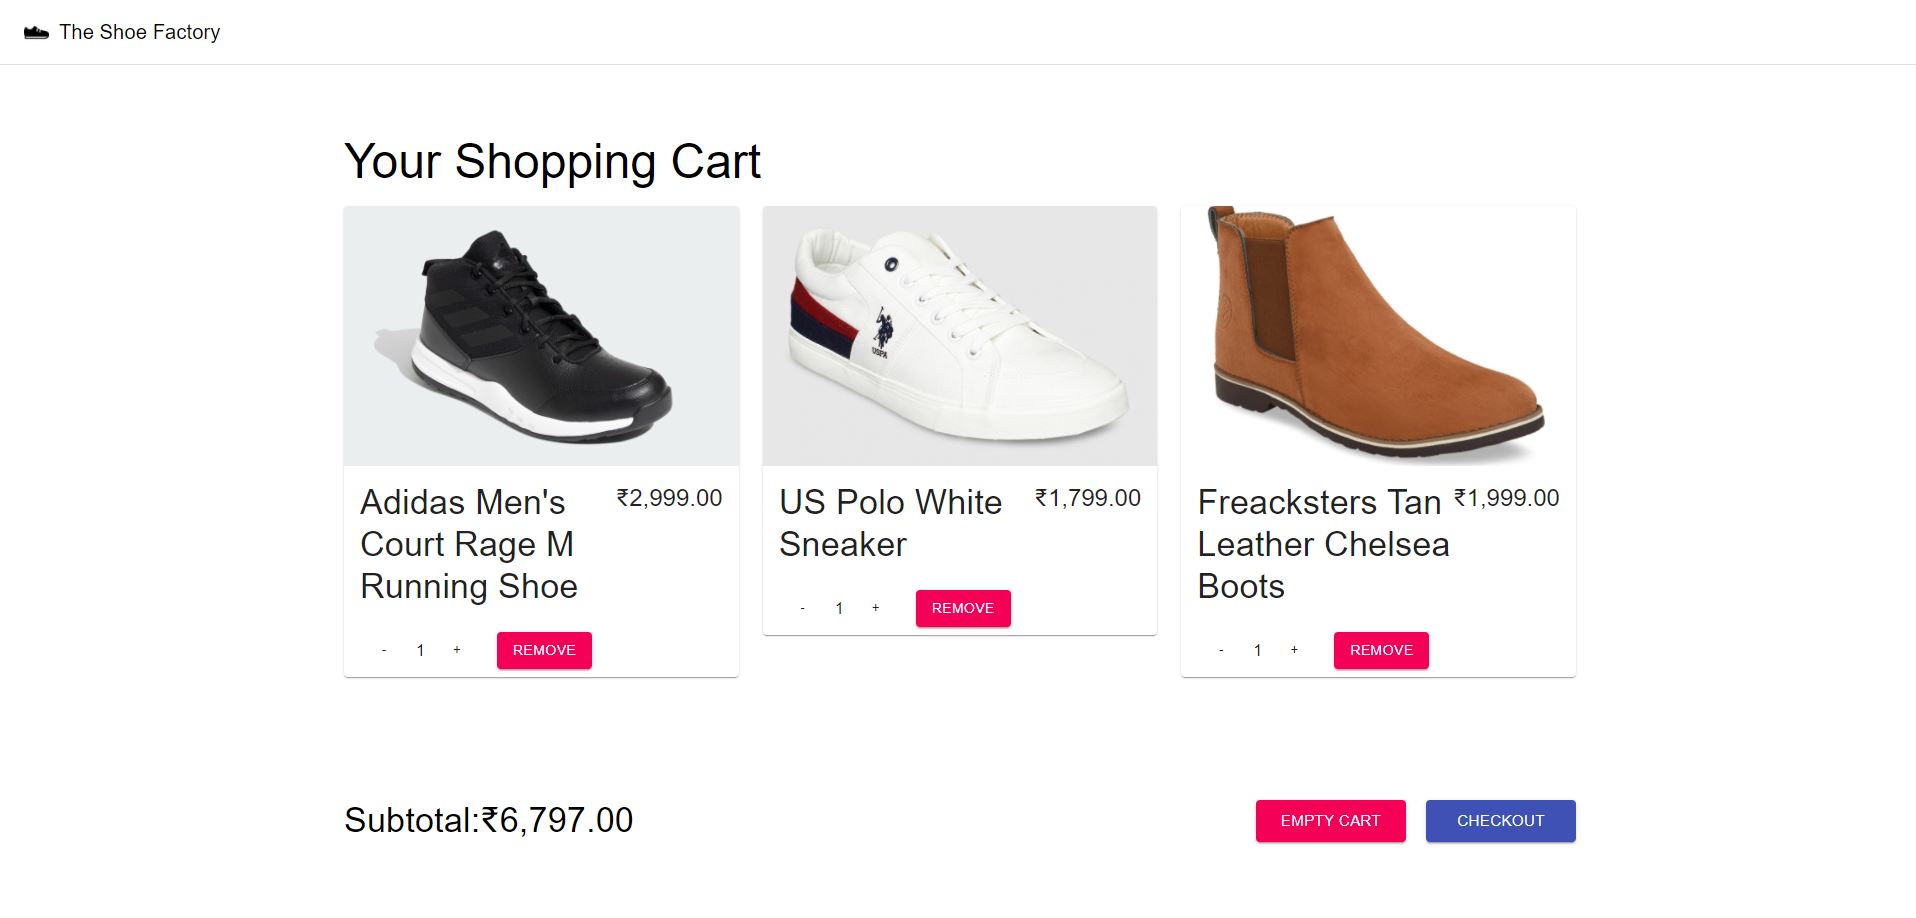 The Shoe Factory
Your Shopping Cart
USPA
Adidas Men's
Court Rage M
Running Shoe
₹2,999.00
- 1 + REMOVE
US Polo White
Sneaker
₹1,799.00
- 1 + REMOVE
Freacksters Tan
Leather Chelsea
Boots
₹1,999.00
- 1 + REMOVE
Subtotal:₹6,797.00
EMPTY CART
CHECKOUT